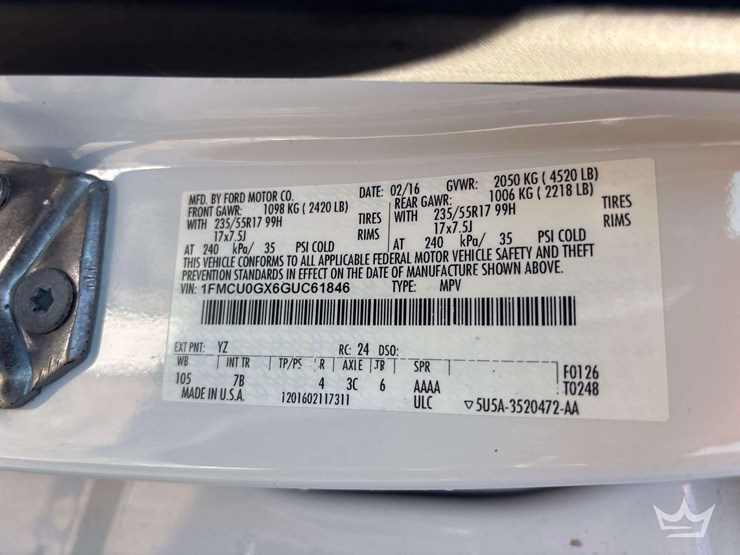 MFD. BY FORD MOTOR CO. DATE: 02/16 GVWR: 2050 KG ( 4520 LB)
FRONT GAWR: 1098 KG ( 2420 LB) REAR GAWR: 1006 KG ( 2218 LB)
WITH 235/55R17 99H TIRES WITH 235/55R17 99H TIRES
17x7.5J RIMS 17x7.5J RIMS
AT 240 kPa/ 35 PSI COLD AT 240 kPa/ 35 PSI COLD
THIS VEHICLE CONFORMS TO ALL APPLICABLE FEDERAL MOTOR VEHICLE SAFETY AND THEFT
PREVENTION STANDARDS IN EFFECT ON THE DATE OF MANUFACTURE SHOWN ABOVE.
VIN: 1FMCU0GX6GUC61846 TYPE: MPV
EXT PNT: YZ RC: 24 DSO:
WB INT TR TP/PS R AXLE TR SPR F0126
105 7B 4 3C 6 AAAA T0248
MADE IN U.S.A. 1201602117311 ULC ▽5U5A-3520472-AA